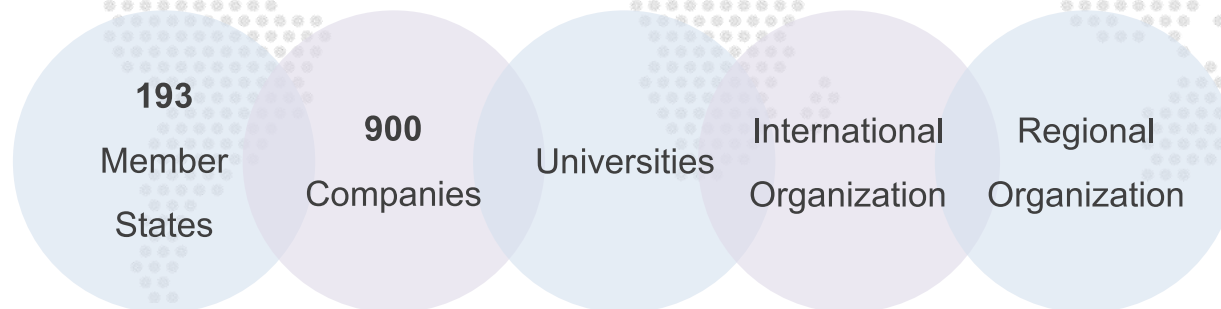 193
Member
States
900
Companies
Universities
International
Organization
Regional
Organization